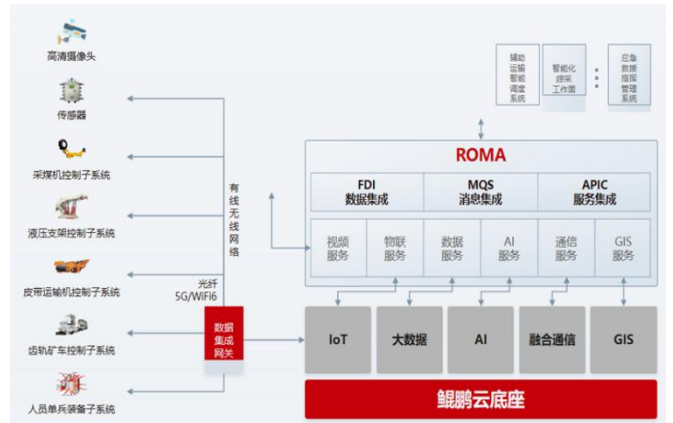 高清摄像头
传感器
采煤机控制子系统
液压支架控制子系统
皮带运输机控制子系统
齿轨矿车控制子系统
人员单兵装备子系统
有线无线网络
光纤
5G/WIFI6
数据
集成
网关
辅助
运输
智能
调度
系统
智能化
综采
工作面
应急
救援
指挥
管理
系统
ROMA
FDI
数据集成
MQS
消息集成
APIC
服务集成
视频
服务
物联
服务
数据
服务
AI
服务
通信
服务
GIS
服务
IoT
大数据
AI
融合通信
GIS
鲲鹏云底座